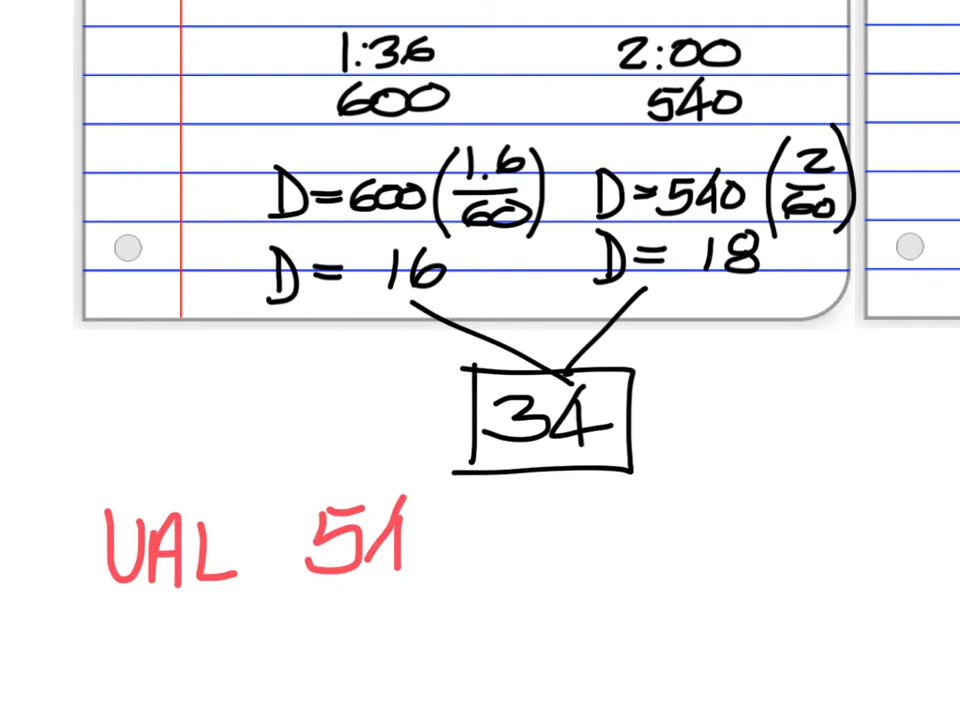 1:36 2:00
600 540
D=600(1.6/60) D=540(2/60)
D= 16 D= 18
34
UAL 51